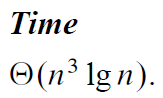 Time
Θ(n³ lg n).